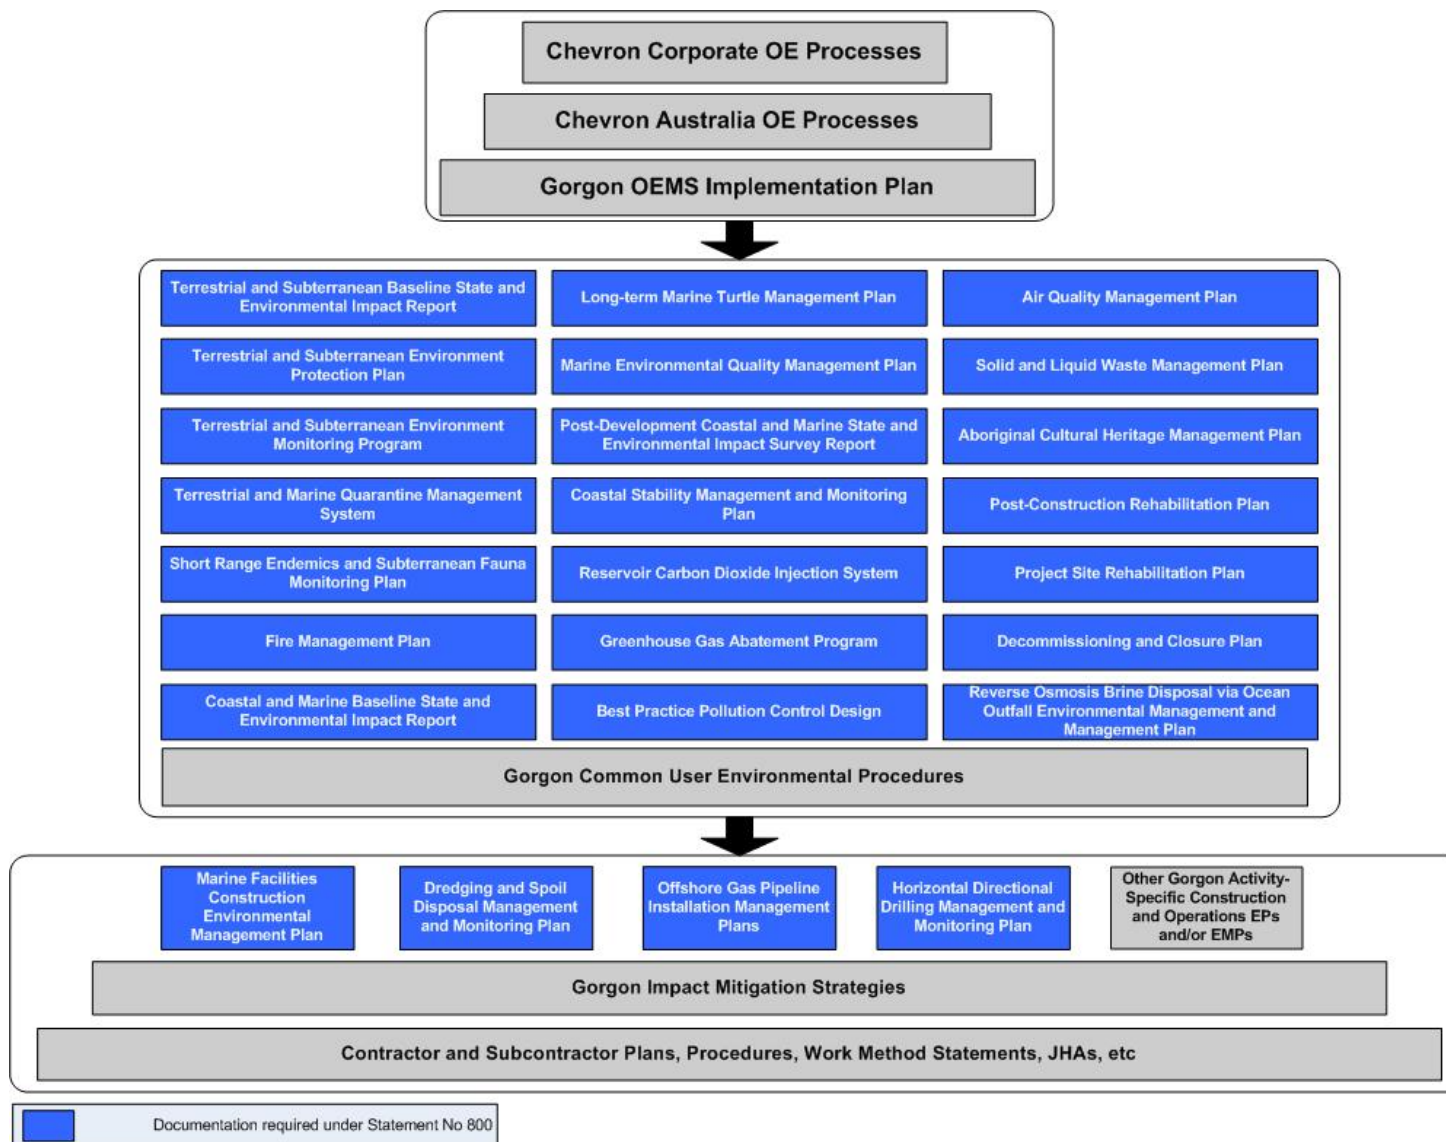 Chevron Corporate OE Processes
Chevron Australia OE Processes
Gorgon OEMS Implementation Plan
Terrestrial and Subterranean Baseline State and
Environmental Impact Report
Long-term Marine Turtle Management Plan
Air Quality Management Plan
Terrestrial and Subterranean Environment
Protection Plan
Marine Environmental Quality Management Plan
Solid and Liquid Waste Management Plan
Terrestrial and Subterranean Environment
Monitoring Program
Post-Development Coastal and Marine State and
Environmental Impact Survey Report
Aboriginal Cultural Heritage Management Plan
Terrestrial and Marine Quarantine Management
System
Coastal Stability Management and Monitoring
Plan
Post-Construction Rehabilitation Plan
Short Range Endemics and Subterranean Fauna
Monitoring Plan
Reservoir Carbon Dioxide Injection System
Project Site Rehabilitation Plan
Fire Management Plan
Greenhouse Gas Abatement Program
Decommissioning and Closure Plan
Coastal and Marine Baseline State and
Environmental Impact Report
Best Practice Pollution Control Design
Reverse Osmosis Brine Disposal via Ocean
Outfall Environmental Management and
Management Plan
Gorgon Common User Environmental Procedures
Marine Facilities
Construction
Environmental
Management Plan
Dredging and Spoil
Disposal Management
and Monitoring Plan
Offshore Gas Pipeline
Installation Management
Plans
Horizontal Directional
Drilling Management and
Monitoring Plan
Other Gorgon Activity-
Specific Construction
and Operations EPs
and/or EMPs
Gorgon Impact Mitigation Strategies
Contractor and Subcontractor Plans, Procedures, Work Method Statements, JHAs, etc
Documentation required under Statement No 800